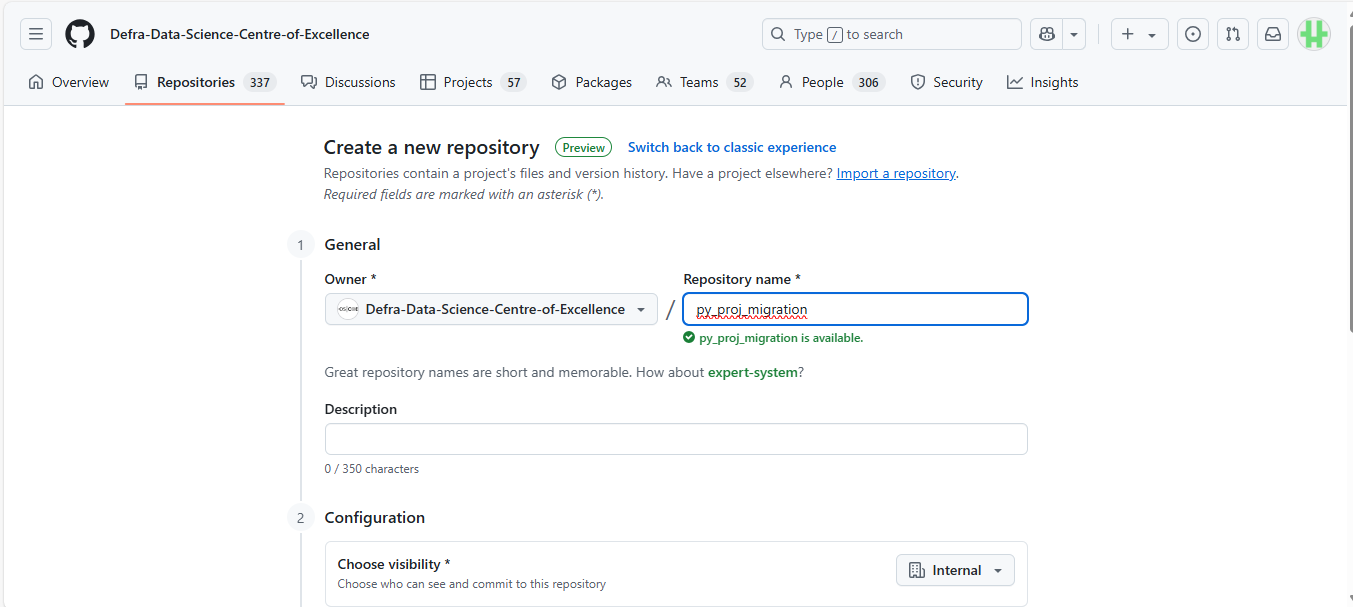 Defra-Data-Science-Centre-of-Excellence Type / to search
Overview Repositories 337 Discussions Projects 57 Packages Teams 52 People 306 Security Insights
Create a new repository Preview Switch back to classic experience
Repositories contain a project's files and version history. Have a project elsewhere? Import a repository.
Required fields are marked with an asterisk (*).
1 General
Owner * Repository name *
Defra-Data-Science-Centre-of-Excellence / py_proj_migration
py_proj_migration is available.
Great repository names are short and memorable. How about expert-system?
Description
0 / 350 characters
2 Configuration
Choose visibility * Internal
Choose who can see and commit to this repository